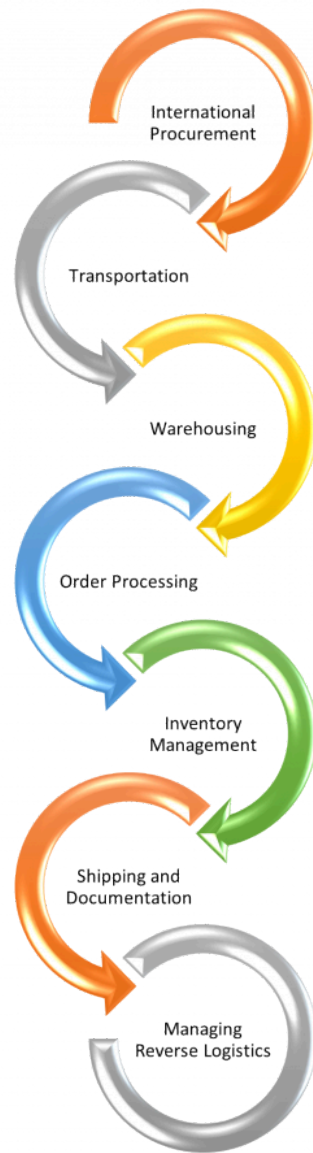 International
Procurement
Transportation
Warehousing
Order Processing
Inventory
Management
Shipping and
Documentation
Managing
Reverse Logistics